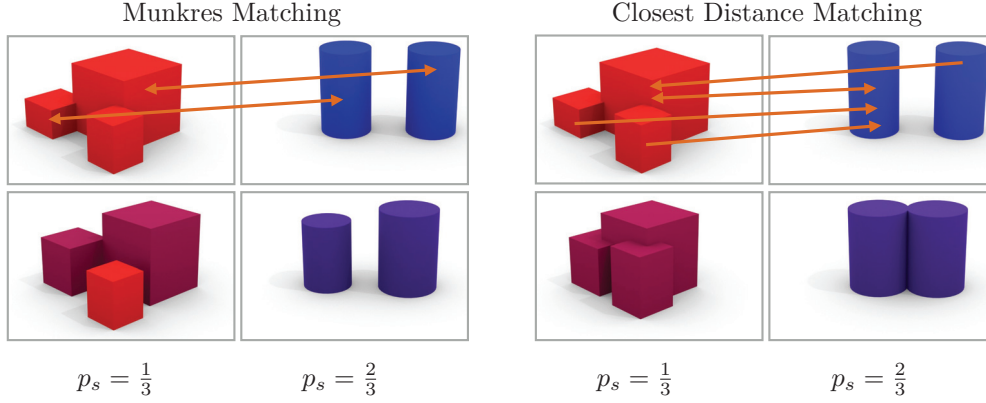 Munkres Matching
Closest Distance Matching
p_s = 1/3
p_s = 2/3
p_s = 1/3
p_s = 2/3